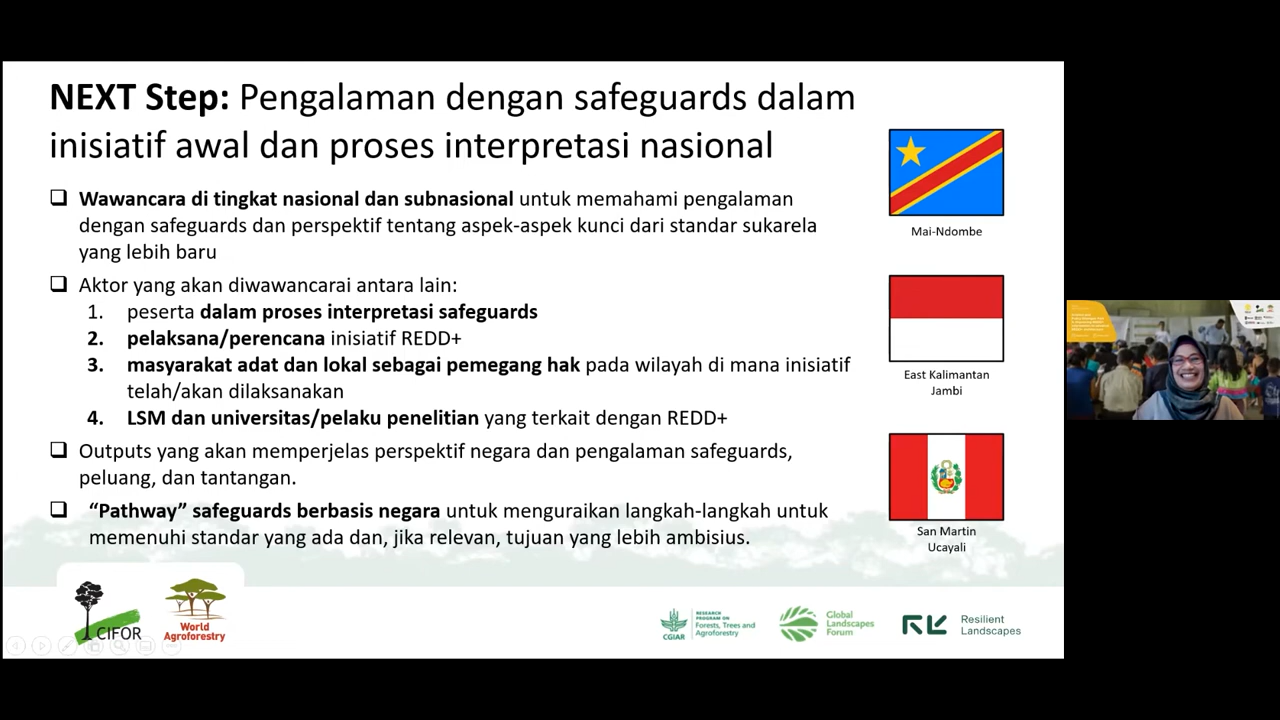 NEXT Step: Pengalaman dengan safeguards dalam
inisiatif awal dan proses interpretasi nasional
Wawancara di tingkat nasional dan subnasional untuk memahami pengalaman
dengan safeguards dan perspektif tentang aspek-aspek kunci dari standar sukarela
yang lebih baru
Aktor yang akan diwawancarai antara lain:
1. peserta dalam proses interpretasi safeguards
2. pelaksana/perencana inisiatif REDD+
3. masyarakat adat dan lokal sebagai pemegang hak pada wilayah di mana inisiatif
telah/akan dilaksanakan
4. LSM dan universitas/pelaku penelitian yang terkait dengan REDD+
Outputs yang akan memperjelas perspektif negara dan pengalaman safeguards,
peluang, dan tantangan.
“Pathway” safeguards berbasis negara untuk menguraikan langkah-langkah untuk
memenuhi standar yang ada dan, jika relevan, tujuan yang lebih ambisius.
Mai-Ndombe
East Kalimantan
Jambi
San Martin
Ucayali
CIFOR
World
Agroforestry
CGIAR
RESEARCH
PROGRAM ON
Forests, Trees and
Agroforestry
Global
Landscapes
Forum
Resilient
Landscapes